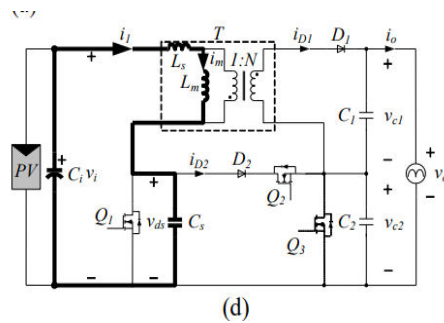 i1
Ls
T
iD1
D1
io
im
1:N
Lm
C1
vc1
PV
Ci
vi
iD2
D2
Q2
Q1
vds
Cs
Q3
C2
vc2
(d)